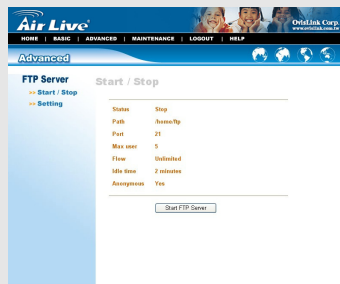 Air Live
OvisLink Corp.
www.ovislink.com.tw
HOME | BASIC | ADVANCED | MAINTENANCE | LOGOUT | HELP
Advanced
FTP Server
Start / Stop
Setting
Start / Stop
Status Stop
Path /home/ftp
Port 21
Max user 5
Flow Unlimited
Idle time 2 minutes
Anonymous Yes
Start FTP Server